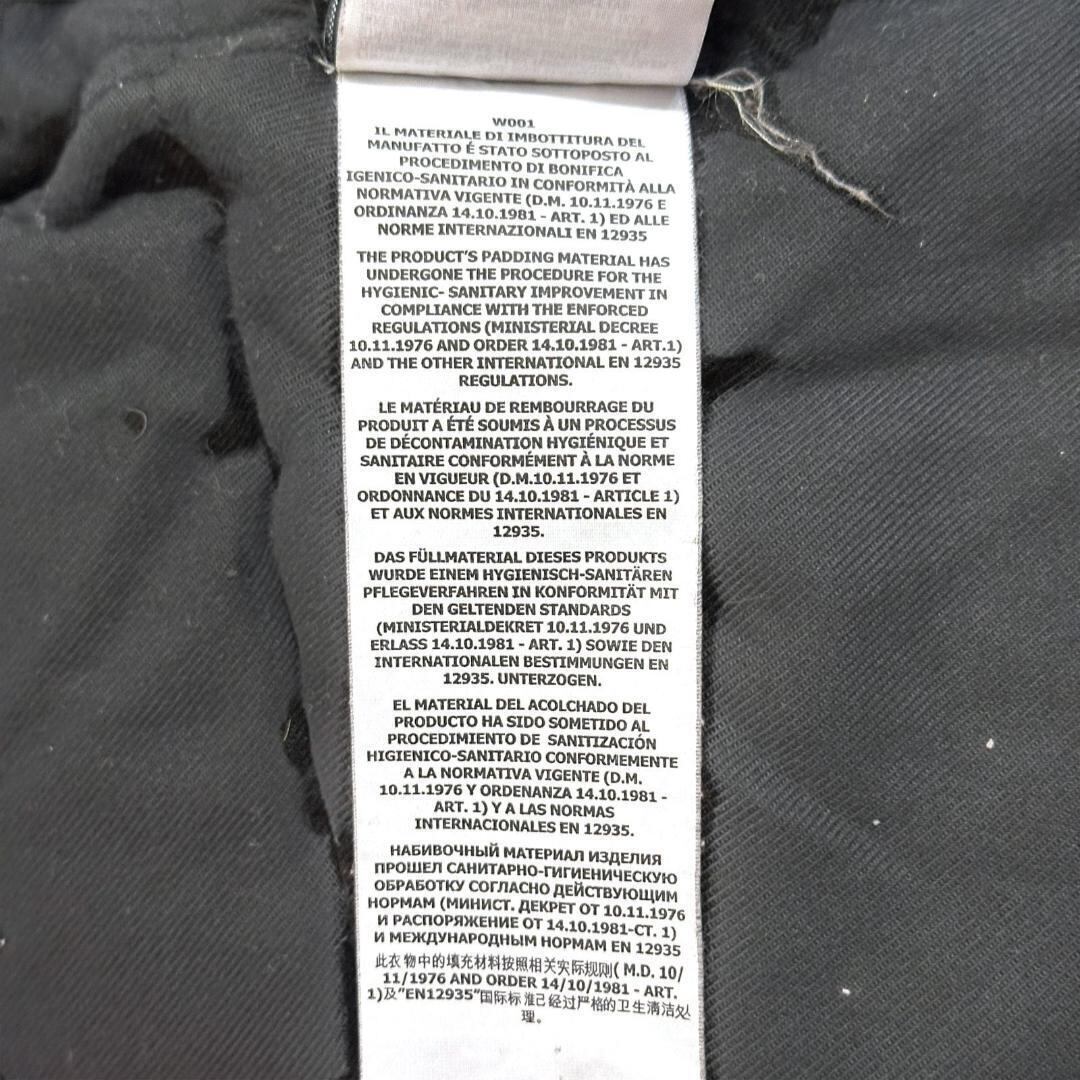 W001
IL MATERIALE DI IMBOTTITURA DEL
MANUFATTO É STATO SOTTOPOSTO AL
PROCEDIMENTO DI BONIFICA
IGENICO-SANITARIO IN CONFORMITÀ ALLA
NORMATIVA VIGENTE (D.M. 10.11.1976 E
ORDINANZA 14.10.1981 - ART. 1) ED ALLE
NORME INTERNAZIONALI EN 12935
THE PRODUCT'S PADDING MATERIAL HAS
UNDERGONE THE PROCEDURE FOR THE
HYGIENIC- SANITARY IMPROVEMENT IN
COMPLIANCE WITH THE ENFORCED
REGULATIONS (MINISTERIAL DECREE
10.11.1976 AND ORDER 14.10.1981 - ART.1)
AND THE OTHER INTERNATIONAL EN 12935
REGULATIONS.
LE MATÉRIAU DE REMBOURRAGE DU
PRODUIT A ÉTÉ SOUMIS À UN PROCESSUS
DE DÉCONTAMINATION HYGIÉNIQUE ET
SANITAIRE CONFORMÉMENT À LA NORME
EN VIGUEUR (D.M.10.11.1976 ET
ORDONNANCE DU 14.10.1981 - ARTICLE 1)
ET AUX NORMES INTERNATIONALES EN
12935.
DAS FÜLLMATERIAL DIESES PRODUKTS
WURDE EINEM HYGIENISCH-SANITÄREN
PFLEGEVERFAHREN IN KONFORMITÄT MIT
DEN GELTENDEN STANDARDS
(MINISTERIALDEKRET 10.11.1976 UND
ERLASS 14.10.1981 - ART. 1) SOWIE DEN
INTERNATIONALEN BESTIMMUNGEN EN
12935. UNTERZOGEN.
EL MATERIAL DEL ACOLCHADO DEL
PRODUCTO HA SIDO SOMETIDO AL
PROCEDIMIENTO DE SANITIZACIÓN
HIGIENICO-SANITARIO CONFORMEMENTE
A LA NORMATIVA VIGENTE (D.M.
10.11.1976 Y ORDENANZA 14.10.1981 -
ART. 1) Y A LAS NORMAS
INTERNACIONALES EN 12935.
НАБИВОЧНЫЙ МАТЕРИАЛ ИЗДЕЛИЯ
ПРОШЕЛ САНИТАРНО-ГИГИЕНИЧЕСКУЮ
ОБРАБОТКУ СОГЛАСНО ДЕЙСТВУЮЩИМ
НОРМАМ (МИНИСТ. ДЕКРЕТ ОТ 10.11.1976
И РАСПОРЯЖЕНИЕ ОТ 14.10.1981-СТ. 1)
И МЕЖДУНАРОДНЫМ НОРМАМ EN 12935
此衣物中的填充材料按照相关实际规则( M.D. 10/
11/1976 AND ORDER 14/10/1981 - ART.
1)及"EN12935"国际标准己经过严格的卫生清洁处
理。